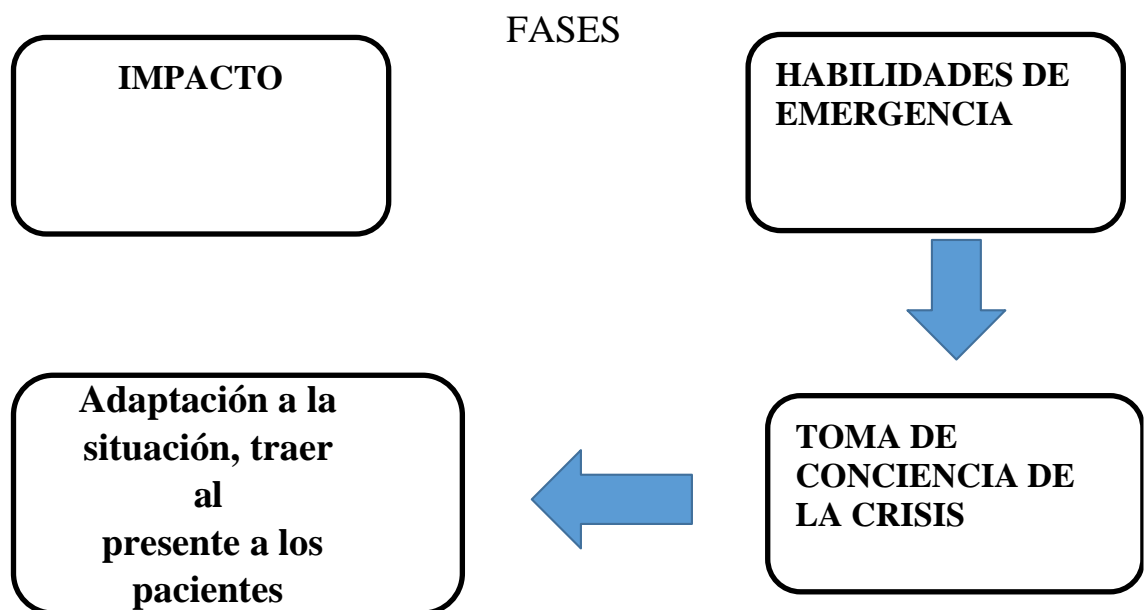 FASES
IMPACTO
HABILIDADES DE
EMERGENCIA
TOMA DE
CONCIENCIA DE
LA CRISIS
Adaptación a la
situación, traer
al
presente a los
pacientes